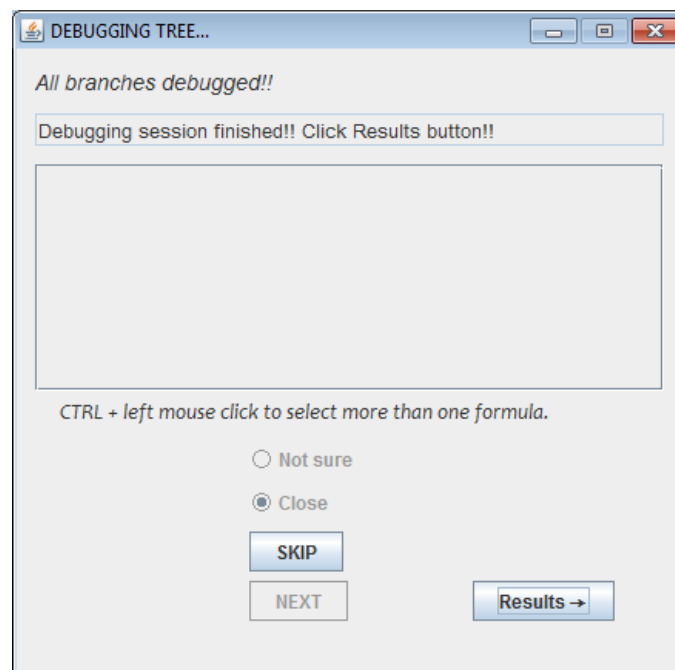 DEBUGGING TREE...
All branches debugged!!
Debugging session finished!! Click Results button!!
CTRL + left mouse click to select more than one formula.
Not sure
Close
SKIP
NEXT
Results →